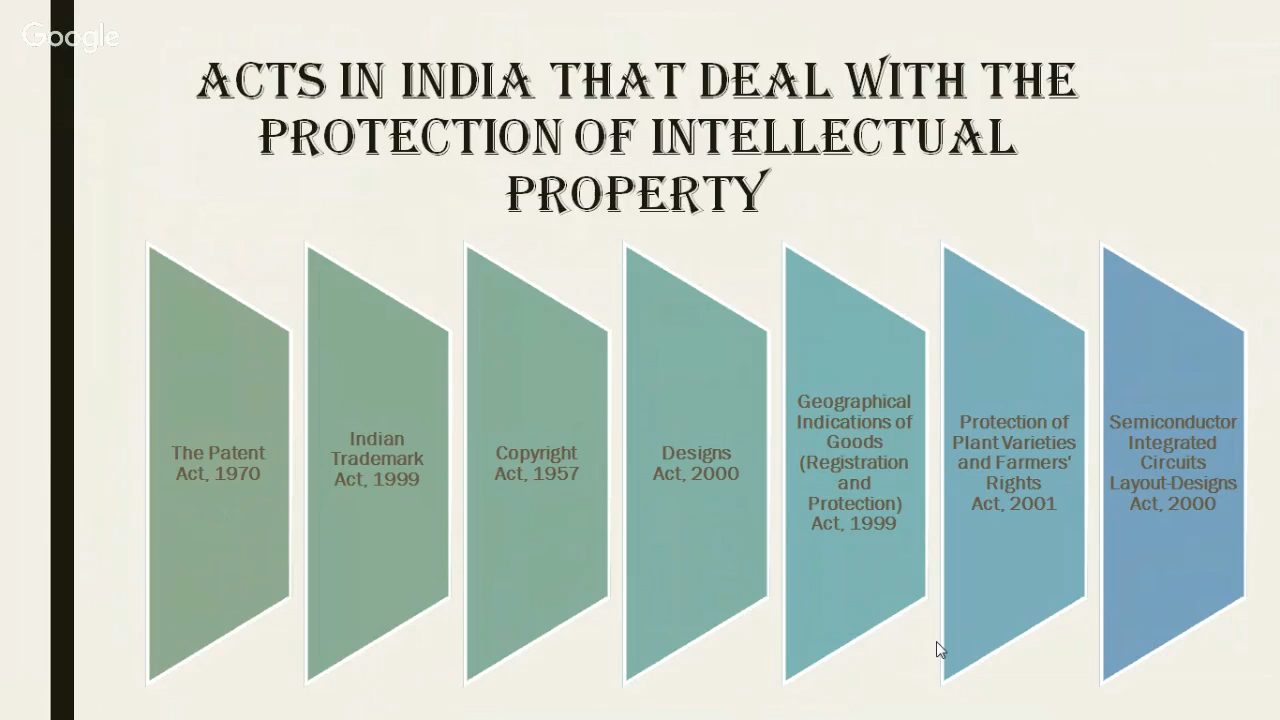 Google
ACTS IN INDIA THAT DEAL WITH THE
PROTECTION OF INTELLECTUAL
PROPERTY
The Patent
Act, 1970
Indian
Trademark
Act, 1999
Copyright
Act, 1957
Designs
Act, 2000
Geographical
Indications of
Goods
(Registration
and
Protection)
Act, 1999
Protection of
Plant Varieties
and Farmers'
Rights
Act, 2001
Semiconductor
Integrated
Circuits
Layout-Designs
Act, 2000